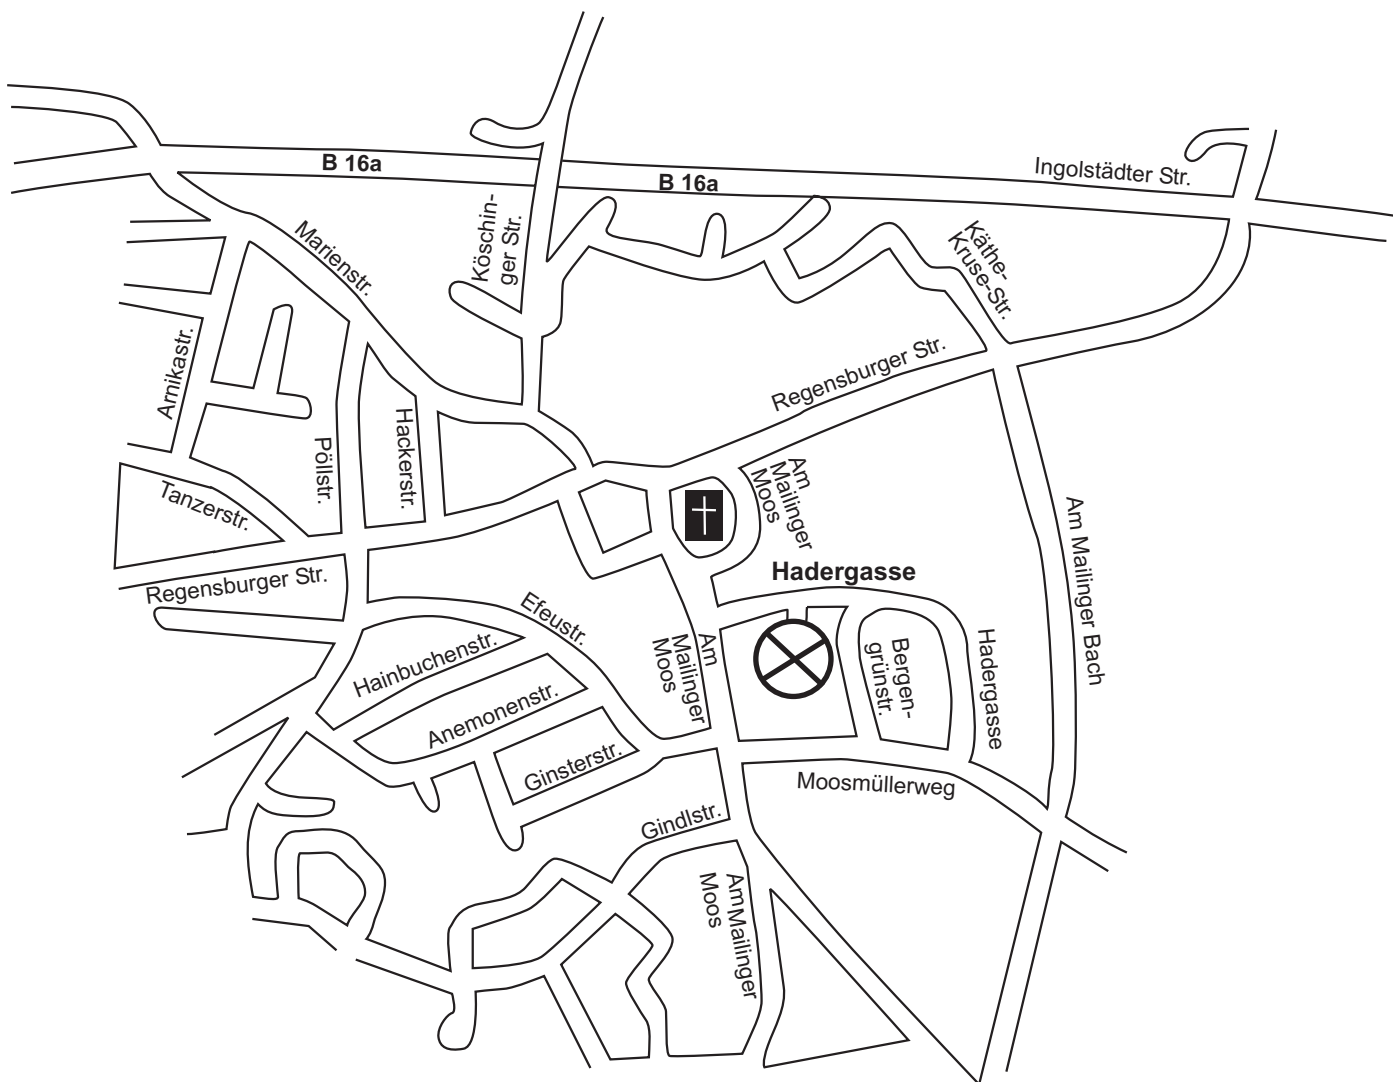 B 16a
B 16a
Ingolstädter Str.
Köschin-
ger Str.
Marienstr.
Käthe-
Kruse-Str.
Arnikastr.
Regensburger Str.
Hackerstr.
Pöllstr.
Tanzerstr.
Am
Mailinger
Moos
Am Mailinger Bach
Hadergasse
Regensburger Str.
Efeustr.
Hainbuchenstr.
Am
Mailinger
Moos
Bergen-
grünstr.
Hadergasse
Anemonenstr.
Ginsterstr.
Moosmüllerweg
Gindlstr.
Am Mailinger
Moos